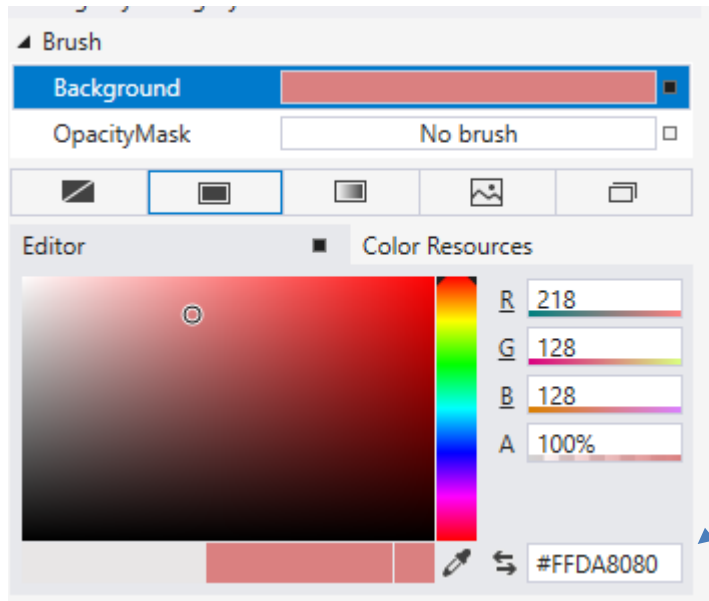 Brush
Background
OpacityMask No brush
Editor Color Resources
R 218
G 128
B 128
A 100%
#FFDA8080